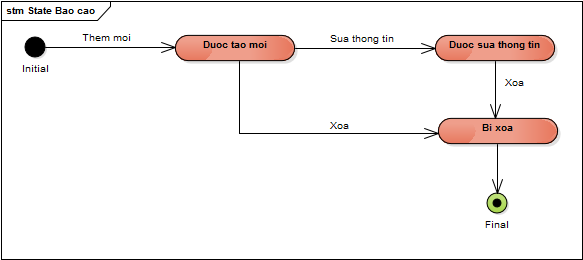 stm State Bao cao
Them moi
Duoc tao moi
Sua thong tin
Duoc sua thong tin
Initial
Xoa
Xoa
Bi xoa
Final